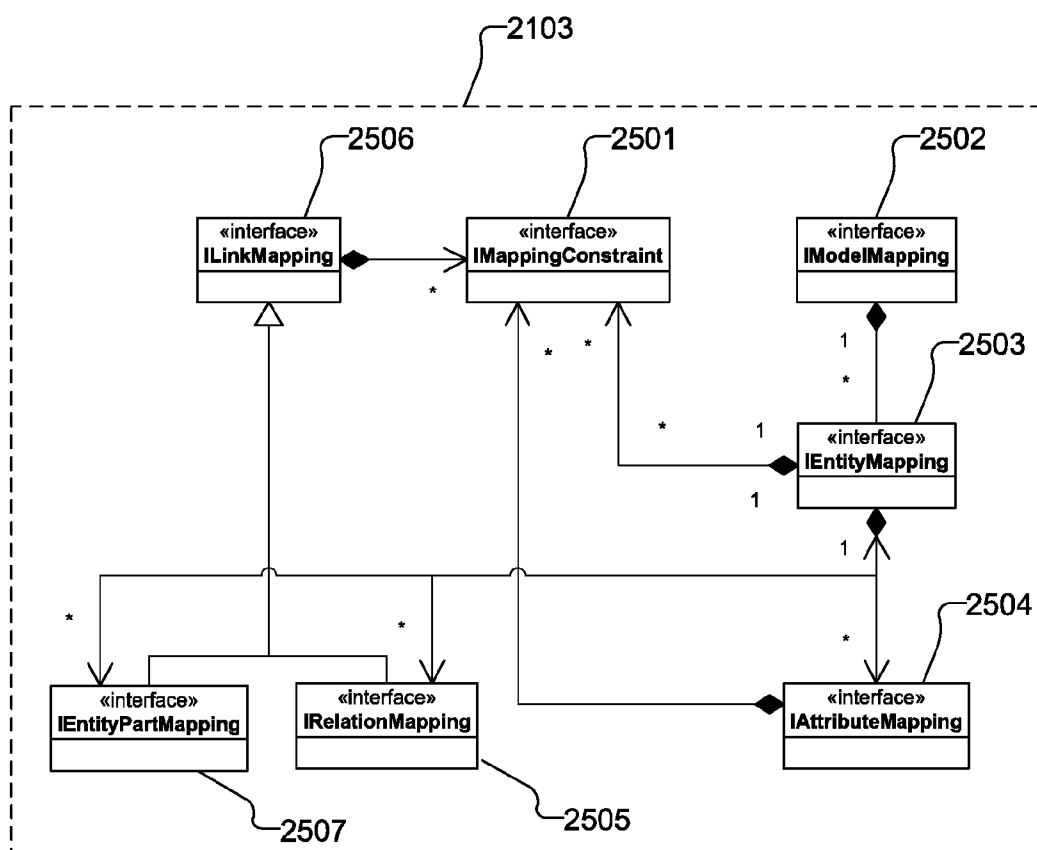 2103
2506
2501
2502
«interface»
ILinkMapping
«interface»
IMappingConstraint
«interface»
IModelMapping
*
*
*
1
*
2503
*
1
«interface»
IEntityMapping
1
1
*
*
*
2504
«interface»
IEntityPartMapping
«interface»
IRelationMapping
«interface»
IAttributeMapping
2507
2505